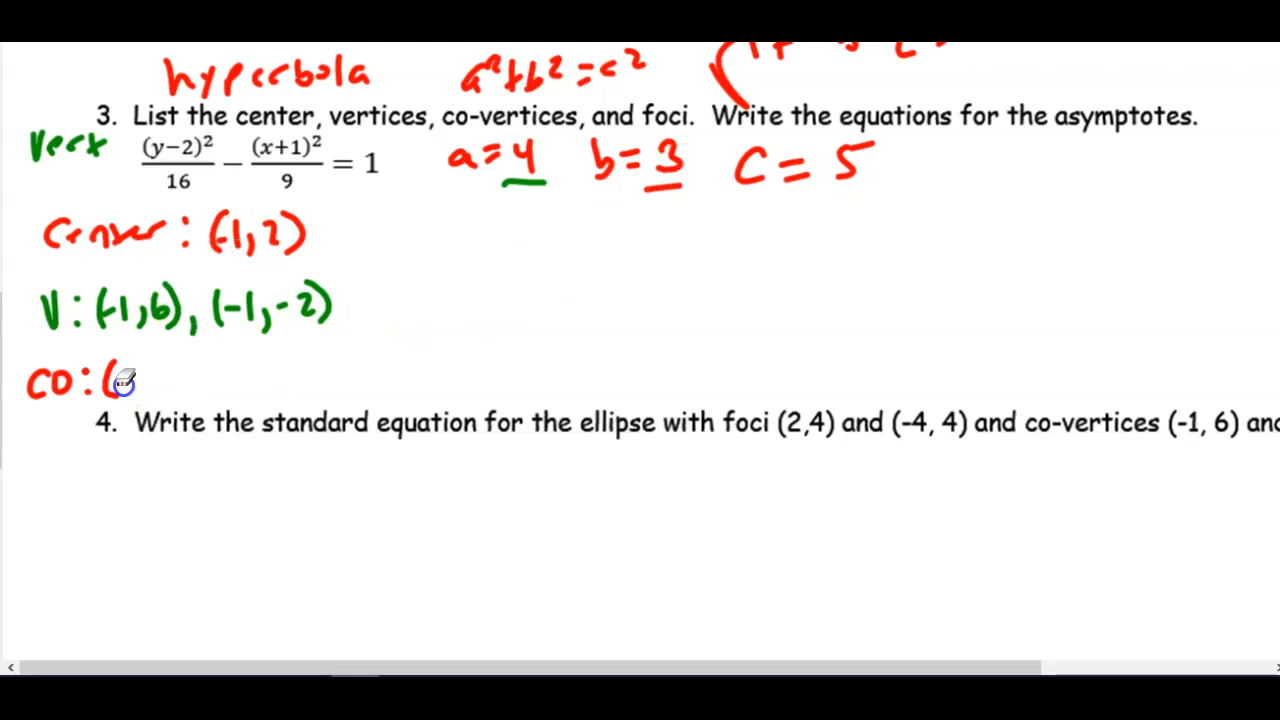 hyperbola a²+b²=c²
3. List the center, vertices, co-vertices, and foci. Write the equations for the asymptotes.
Vert (y−2)²/16 − (x+1)²/9 = 1 a=4 b=3 C=5
Center: (-1,2)
V: (-1,6), (-1,-2)
CO: (
4. Write the standard equation for the ellipse with foci (2,4) and (-4, 4) and co-vertices (-1, 6) and